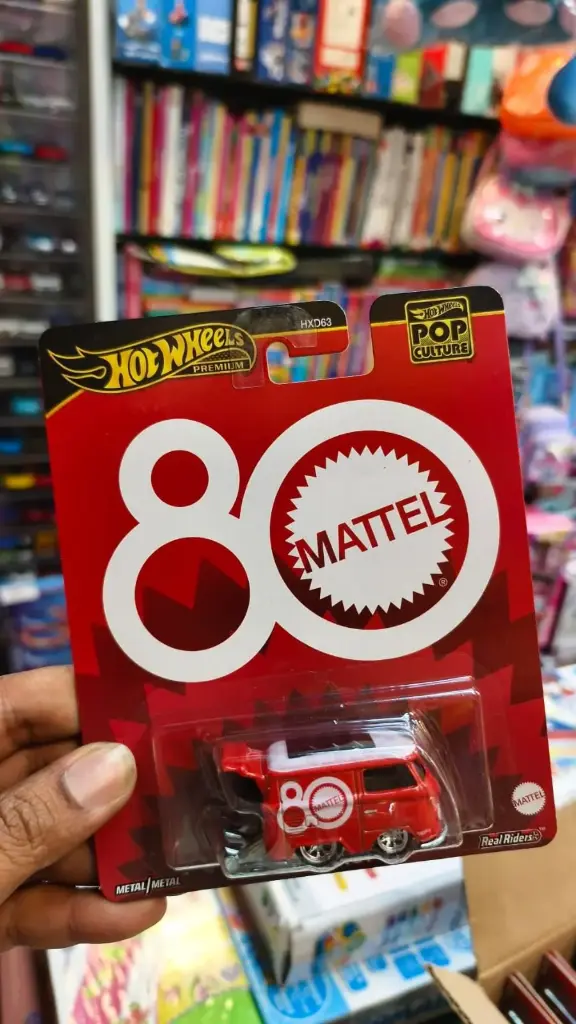 HOT WHEELS
PREMIUM
HXD63
HOT WHEELS
POP
CULTURE
80
MATTEL
®
80
MATTEL
MATTEL
METAL/METAL
Real Riders